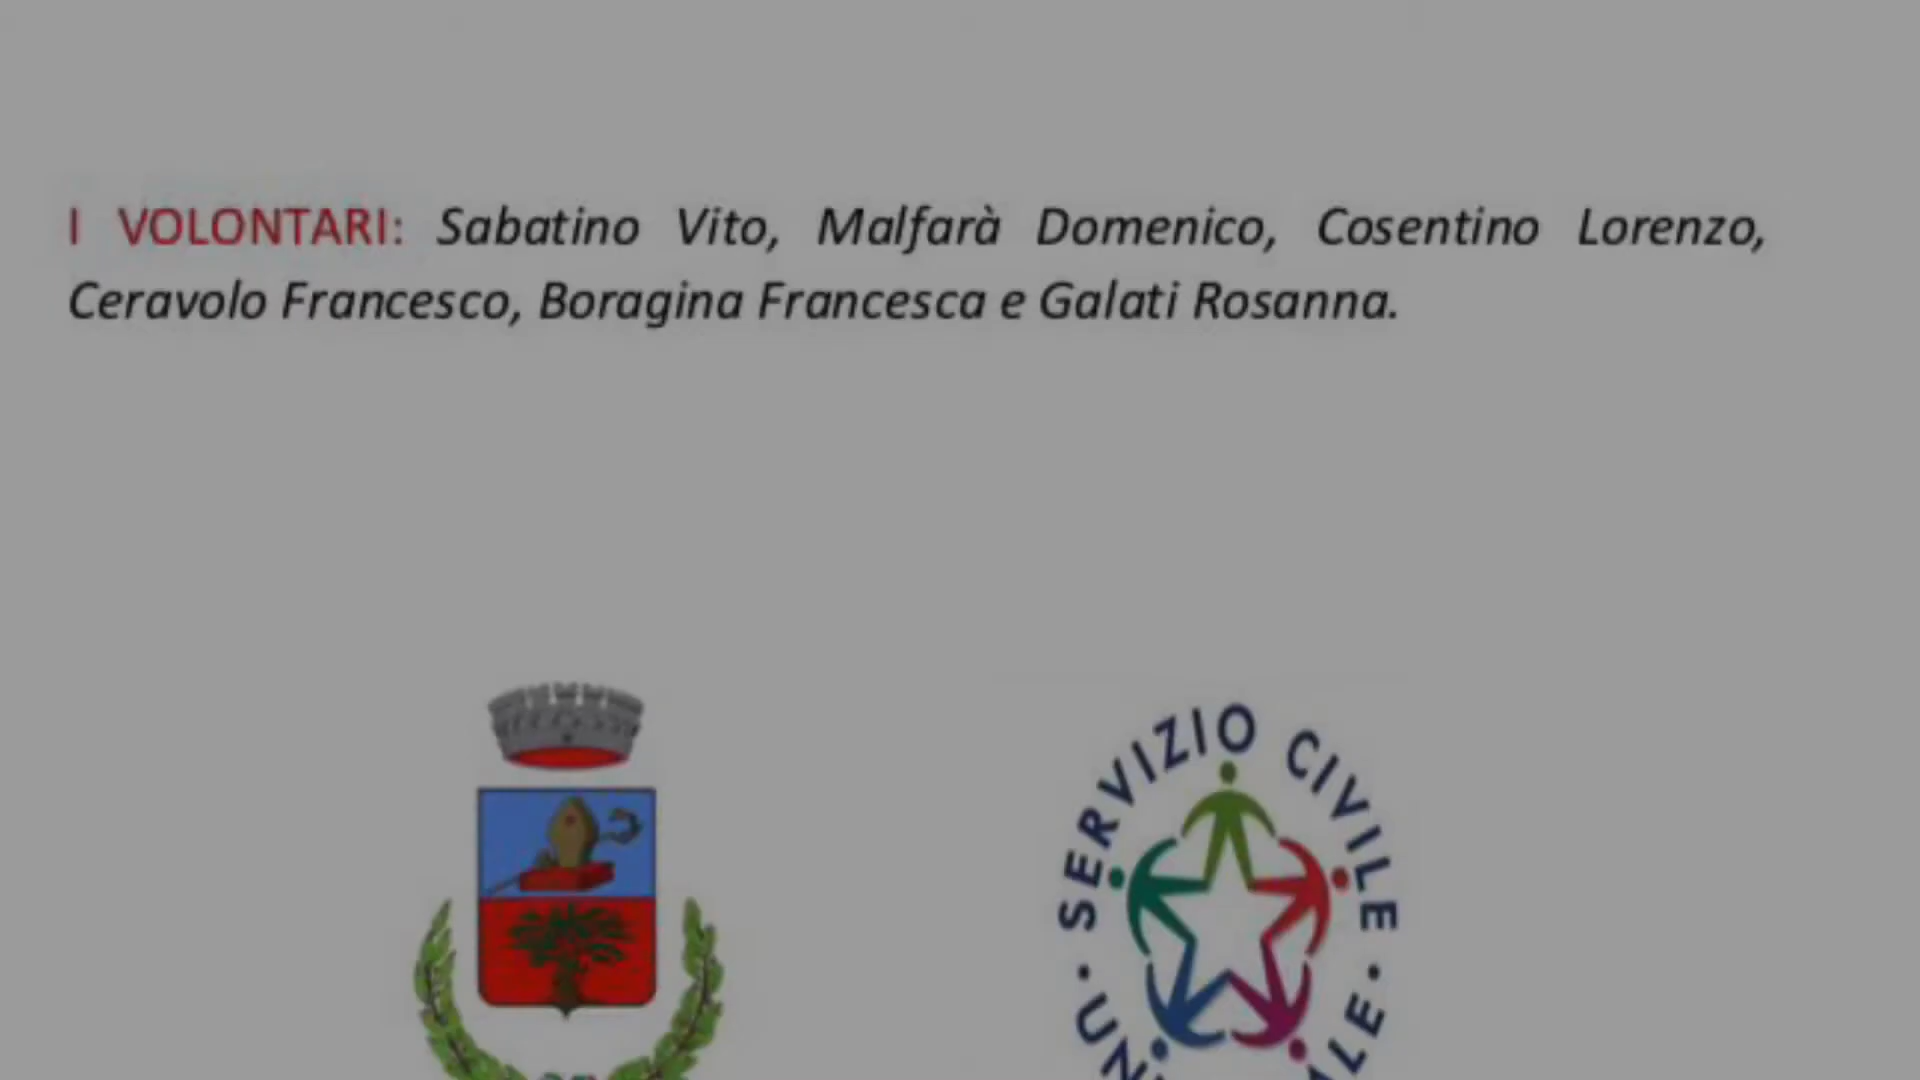 I VOLONTARI: Sabatino Vito, Malfarà Domenico, Cosentino Lorenzo,
Ceravolo Francesco, Boragina Francesca e Galati Rosanna.
SERVIZIO CIVILE